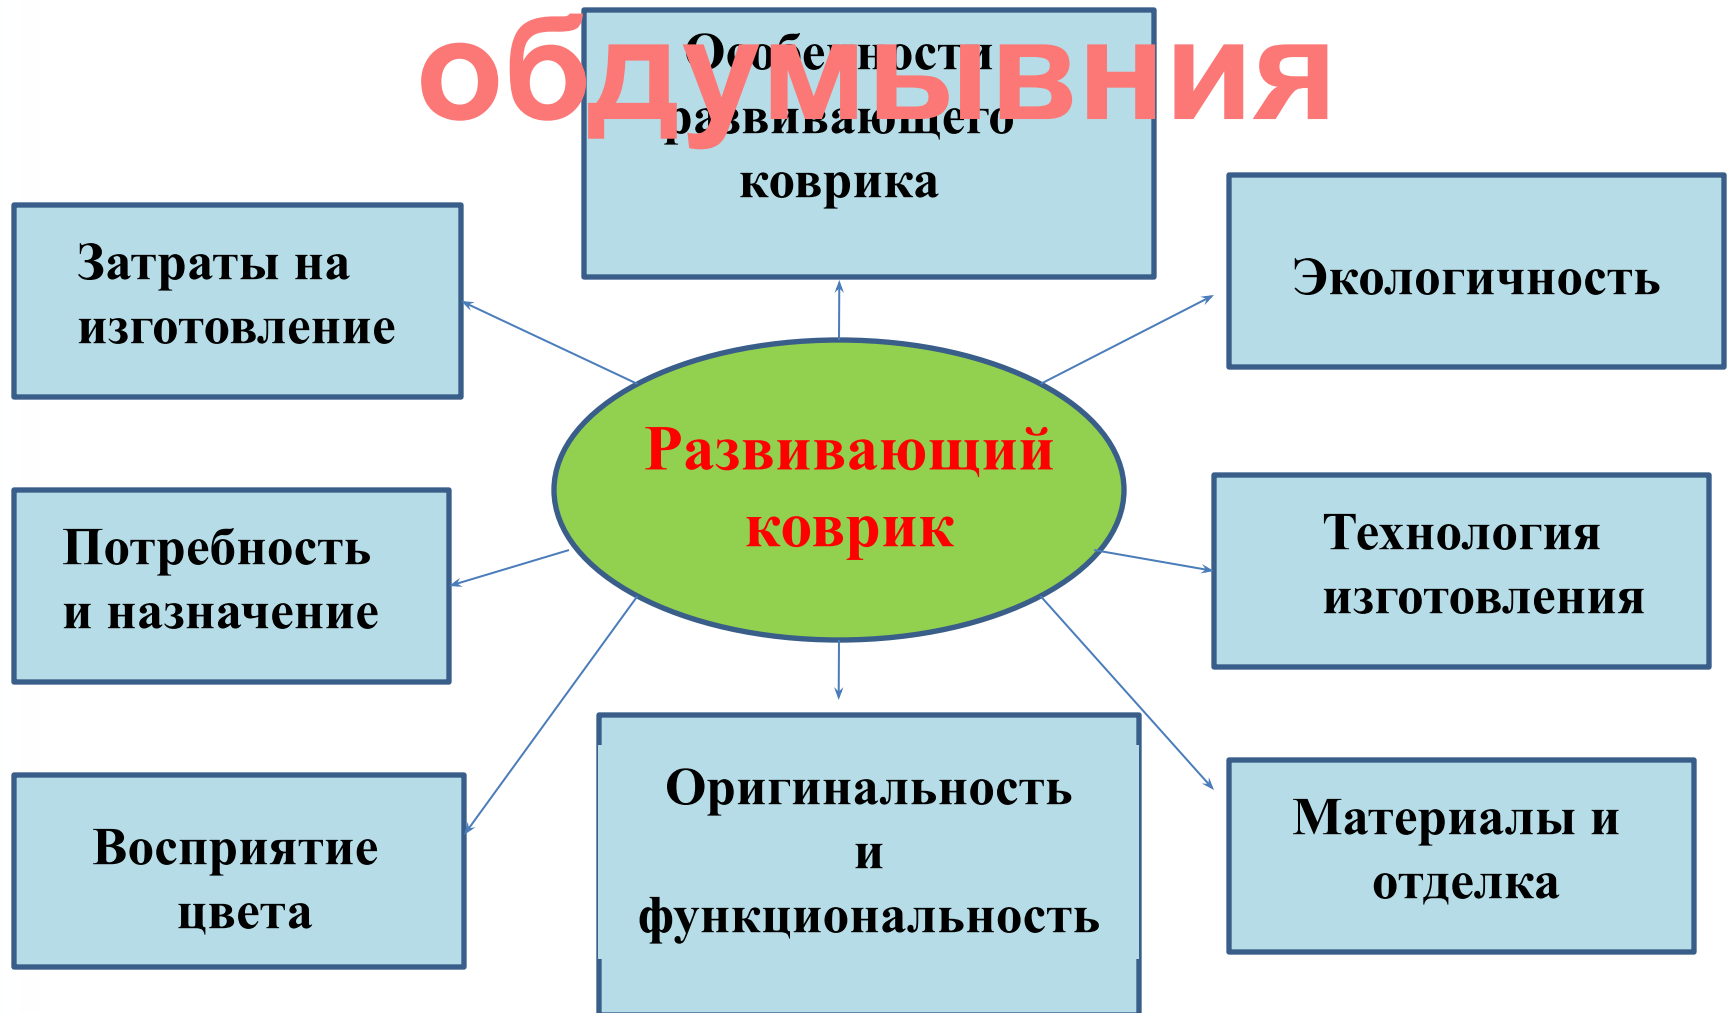 обдумывния
Особенности
развивающего
коврика
Затраты на
изготовление
Экологичность
Развивающий
коврик
Потребность
и назначение
Технология
изготовления
Восприятие
цвета
Оригинальность
и
функциональность
Материалы и
отделка